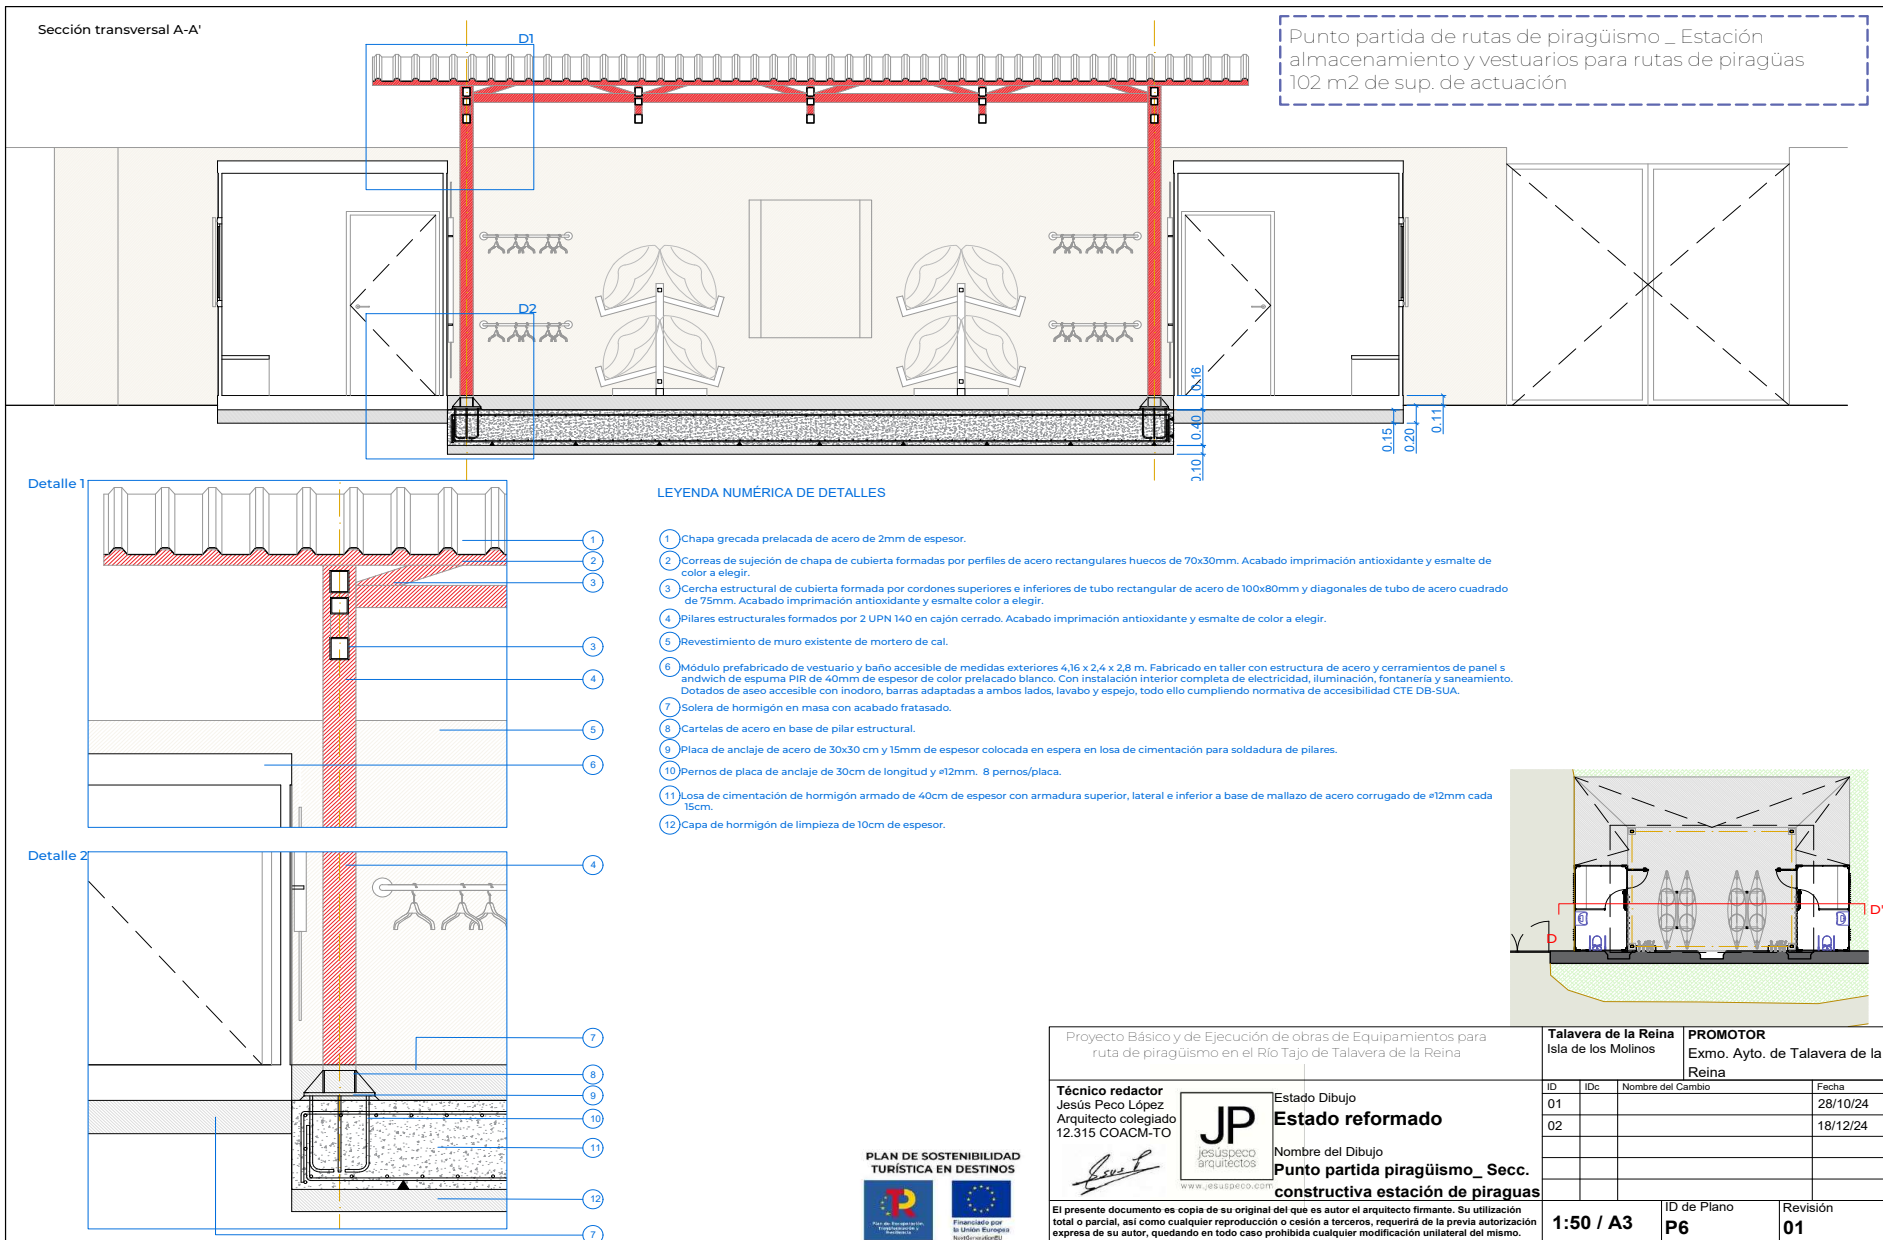 Sección transversal A-A'
D1
Punto partida de rutas de piragüismo _ Estación
almacenamiento y vestuarios para rutas de piragüas
102 m2 de sup. de actuación
D2
0.16
0.40
0.10
0.15
0.20
0.11
Detalle 1
1
2
3
3
4
5
6
LEYENDA NUMÉRICA DE DETALLES
1 Chapa grecada prelacada de acero de 2mm de espesor.
2 Correas de sujeción de chapa de cubierta formadas por perfiles de acero rectangulares huecos de 70x30mm. Acabado imprimación antioxidante y esmalte de
color a elegir.
3 Cercha estructural de cubierta formada por cordones superiores e inferiores de tubo rectangular de acero de 100x80mm y diagonales de tubo de acero cuadrado
de 75mm. Acabado imprimación antioxidante y esmalte color a elegir.
4 Pilares estructurales formados por 2 UPN 140 en cajón cerrado. Acabado imprimación antioxidante y esmalte de color a elegir.
5 Revestimiento de muro existente de mortero de cal.
6 Módulo prefabricado de vestuario y baño accesible de medidas exteriores 4,16 x 2,4 x 2,8 m. Fabricado en taller con estructura de acero y cerramientos de panel s
andwich de espuma PIR de 40mm de espesor de color prelacado blanco. Con instalación interior completa de electricidad, iluminación, fontanería y saneamiento.
Dotados de aseo accesible con inodoro, barras adaptadas a ambos lados, lavabo y espejo, todo ello cumpliendo normativa de accesibilidad CTE DB-SUA.
7 Solera de hormigón en masa con acabado fratasado.
8 Cartelas de acero en base de pilar estructural.
9 Placa de anclaje de acero de 30x30 cm y 15mm de espesor colocada en espera en losa de cimentación para soldadura de pilares.
10 Pernos de placa de anclaje de 30cm de longitud y ø12mm. 8 pernos/placa.
11 Losa de cimentación de hormigón armado de 40cm de espesor con armadura superior, lateral e inferior a base de mallazo de acero corrugado de ø12mm cada
15cm.
12 Capa de hormigón de limpieza de 10cm de espesor.
Detalle 2
4
7
8
9
10
11
12
7
D
D'
PLAN DE SOSTENIBILIDAD
TURÍSTICA EN DESTINOS
Plan de Recuperación,
Transformación y
Resiliencia
Financiado por
la Unión Europea
NextGenerationEU
Proyecto Básico y de Ejecución de obras de Equipamientos para
ruta de piragüismo en el Río Tajo de Talavera de la Reina
Talavera de la Reina
Isla de los Molinos
PROMOTOR
Exmo. Ayto. de Talavera de la
Reina
Técnico redactor
Jesús Peco López
Arquitecto colegiado
12.315 COACM-TO
JP
jesúspeco
arquitectos
www.jesuspeco.com
Estado Dibujo
Estado reformado
Nombre del Dibujo
Punto partida piragüismo_ Secc.
constructiva estación de piraguas
ID IDc Nombre del Cambio Fecha
01 28/10/24
02 18/12/24
El presente documento es copia de su original del que es autor el arquitecto firmante. Su utilización
total o parcial, así como cualquier reproducción o cesión a terceros, requerirá de la previa autorización
expresa de su autor, quedando en todo caso prohibida cualquier modificación unilateral del mismo.
1:50 / A3
ID de Plano
P6
Revisión
01